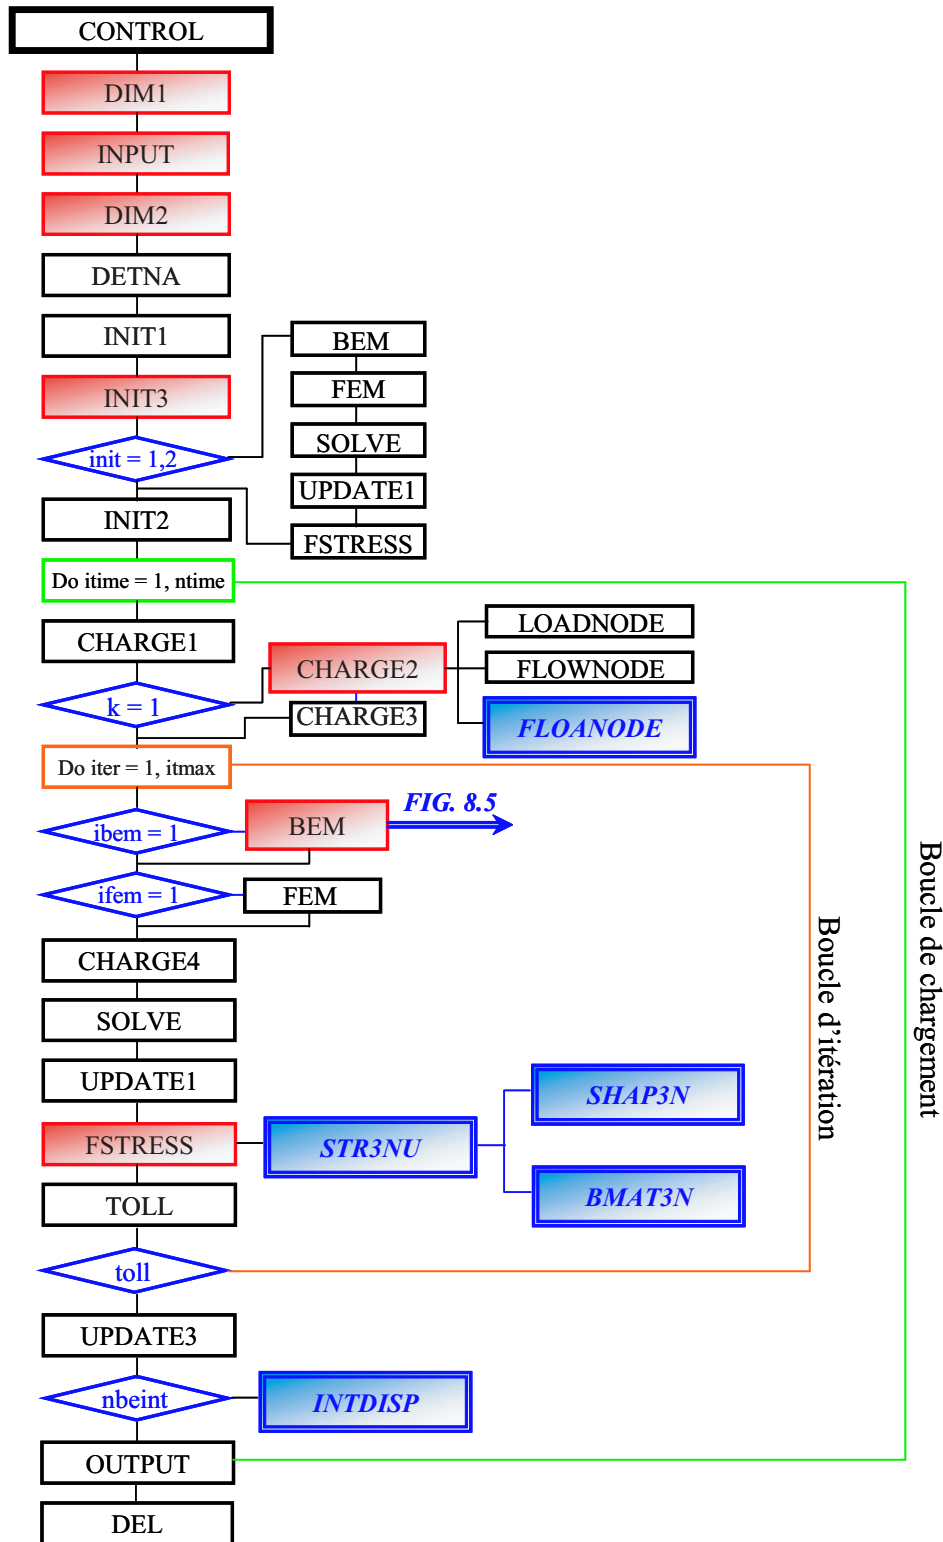 CONTROL
DIM1
INPUT
DIM2
DETNA
INIT1
INIT3
init = 1,2
BEM
FEM
SOLVE
UPDATE1
FSTRESS
INIT2
Do itime = 1, ntime
CHARGE1
k = 1
CHARGE2
CHARGE3
LOADNODE
FLOWNODE
FLOANODE
Do iter = 1, itmax
ibem = 1
BEM
FIG. 8.5
ifem = 1
FEM
CHARGE4
SOLVE
UPDATE1
FSTRESS
STR3NU
SHAP3N
BMAT3N
TOLL
toll
UPDATE3
nbeint
INTDISP
OUTPUT
DEL
Boucle d'itération
Boucle de chargement